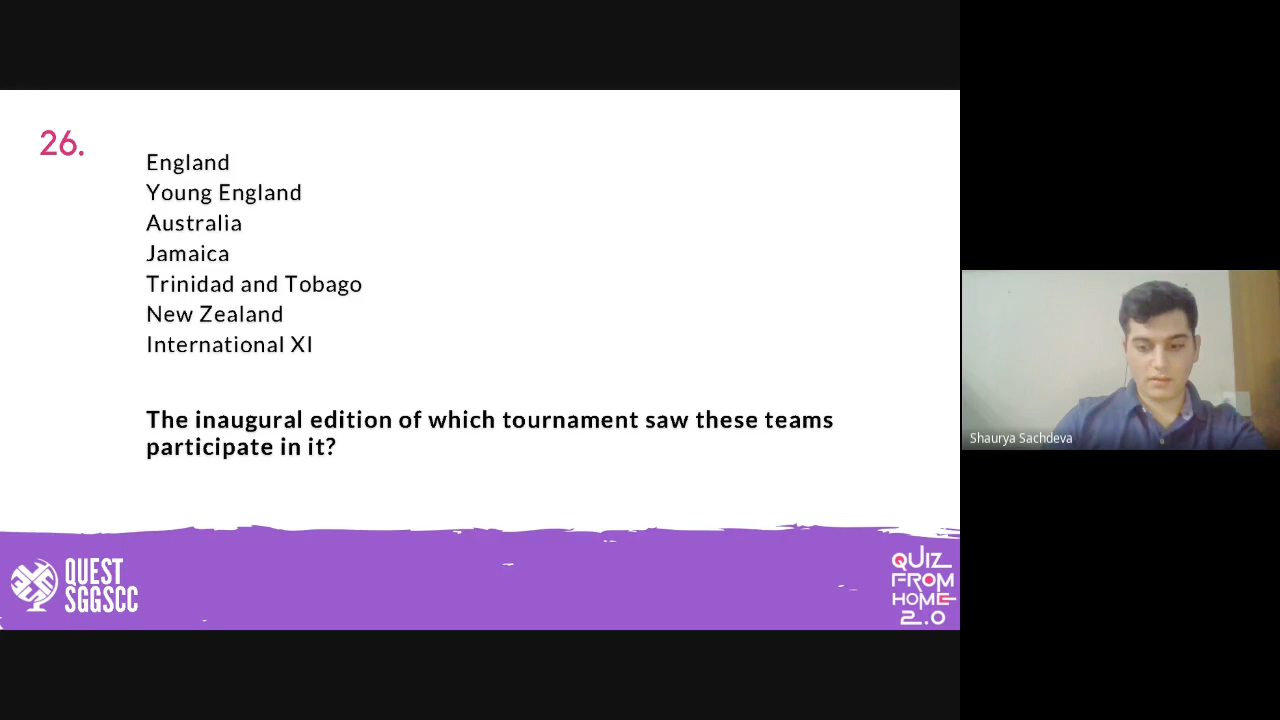 26.
England
Young England
Australia
Jamaica
Trinidad and Tobago
New Zealand
International XI
The inaugural edition of which tournament saw these teams
participate in it?
Shaurya Sachdeva
QUEST
SGGSCC
QUIZ
FROM
HOME
2.0